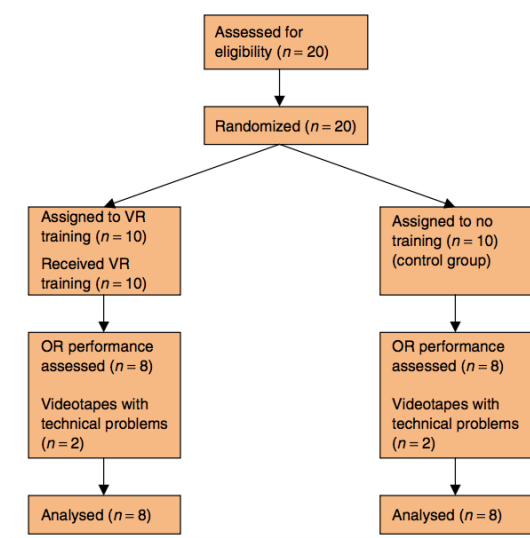 Assessed for
eligibility (n = 20)
Randomized (n = 20)
Assigned to VR
training (n = 10)
Received VR
training (n = 10)
Assigned to no
training (n = 10)
(control group)
OR performance
assessed (n = 8)
Videotapes with
technical problems
(n = 2)
OR performance
assessed (n = 8)
Videotapes with
technical problems
(n = 2)
Analysed (n = 8)
Analysed (n = 8)